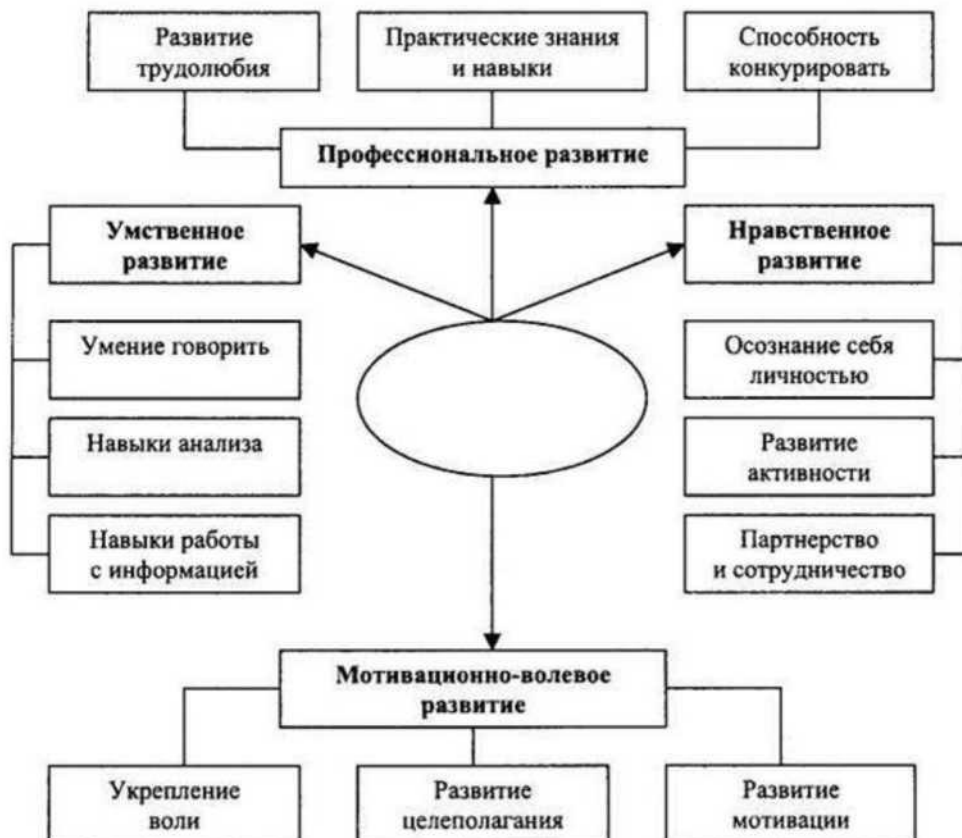 Развитие
трудолюбия
Практические знания
и навыки
Способность
конкурировать
Профессиональное развитие
Умственное
развитие
Нравственное
развитие
Умение говорить
Осознание себя
личностью
Навыки анализа
Развитие
активности
Навыки работы
с информацией
Партнерство
и сотрудничество
Мотивационно-волевое
развитие
Укрепление
воли
Развитие
целеполагания
Развитие
мотивации